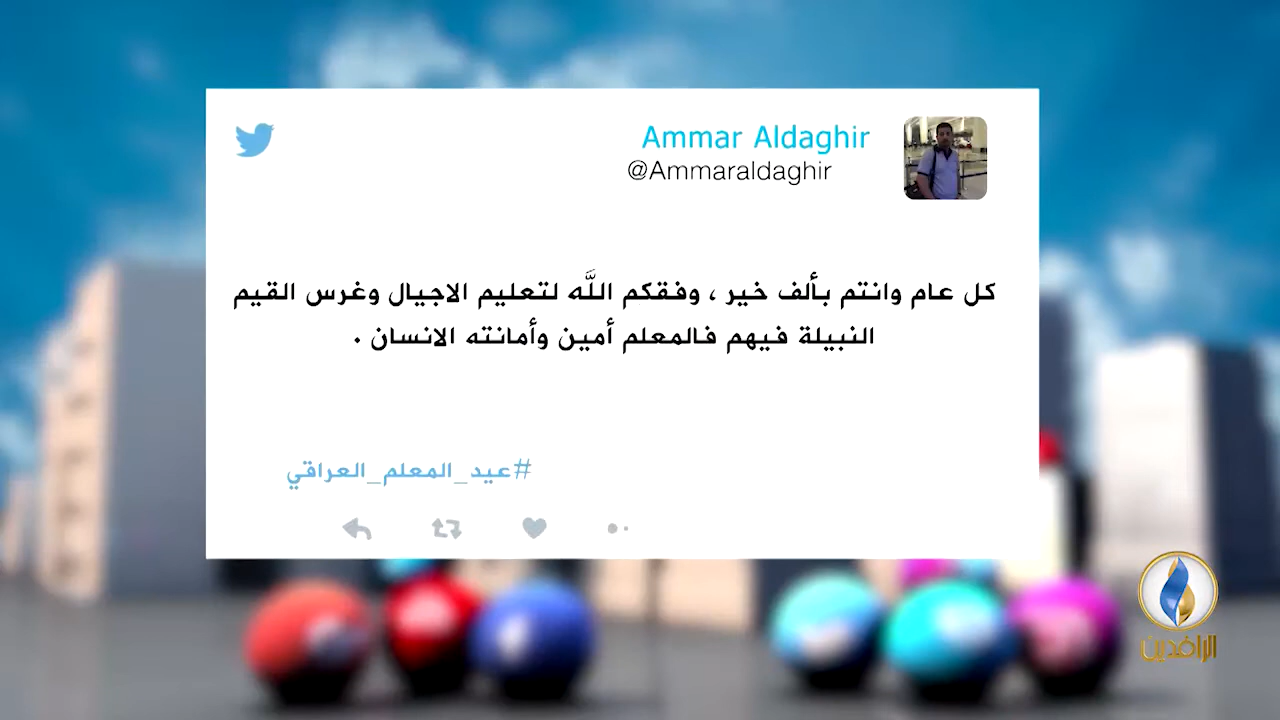 Ammar Aldaghir
@Ammaraldaghir
كل عام وانتم بألف خير ، وفقكم اللَّه لتعليم الاجيال وغرس القيم
النبيلة فيهم فالمعلم أمين وأمانته الانسان .
#عيد_المعلم_العراقي
الرافدين